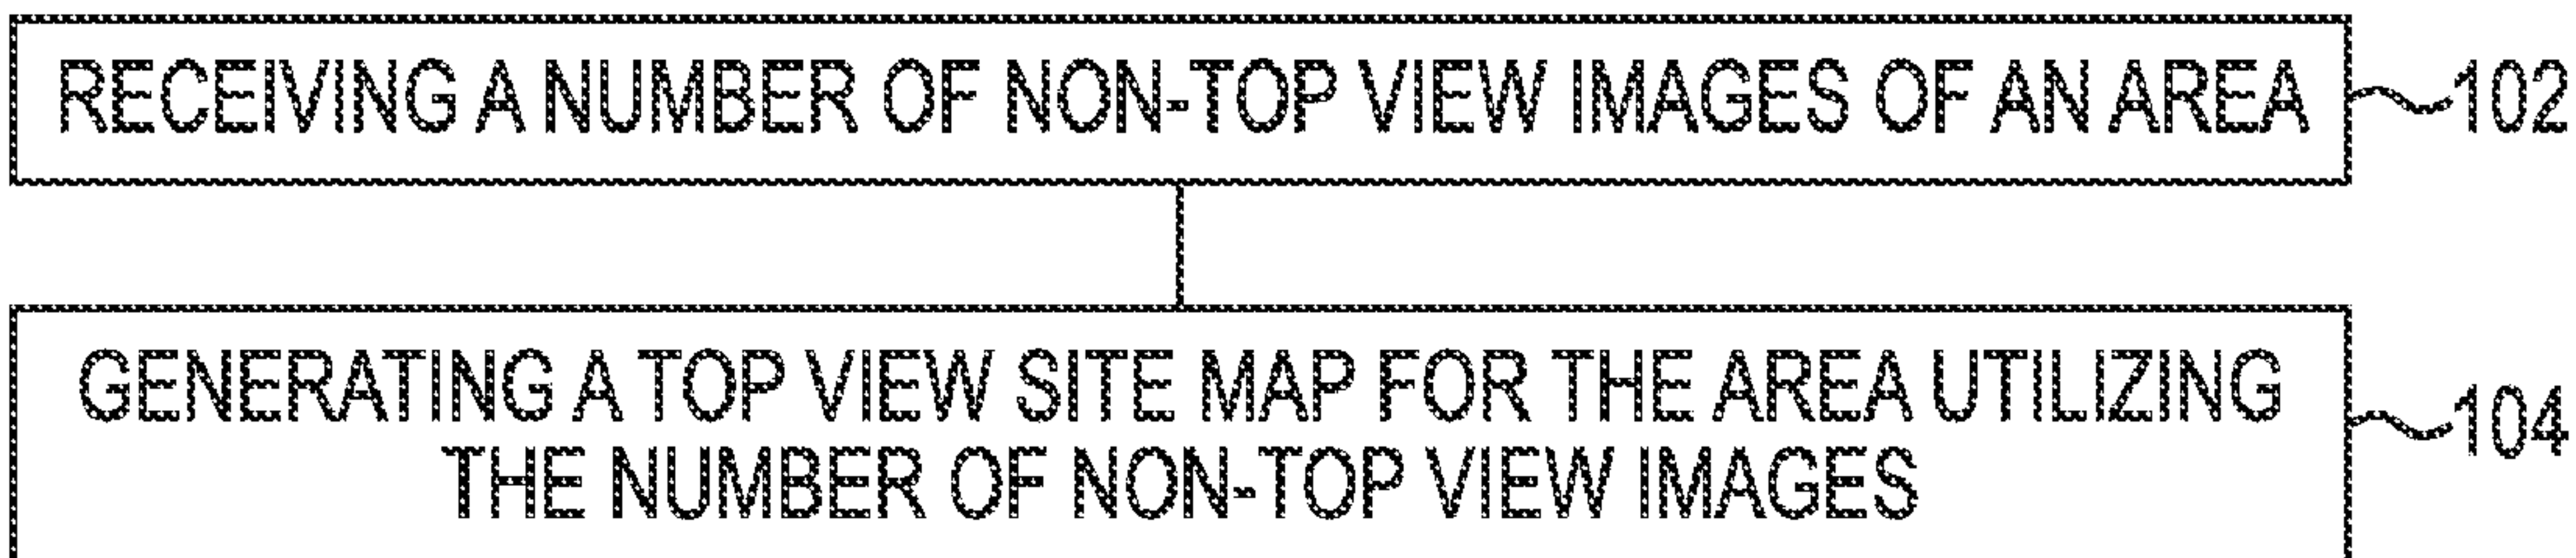 RECEIVING A NUMBER OF NON-TOP VIEW IMAGES OF AN AREA
102
GENERATING A TOP VIEW SITE MAP FOR THE AREA UTILIZING
THE NUMBER OF NON-TOP VIEW IMAGES
104